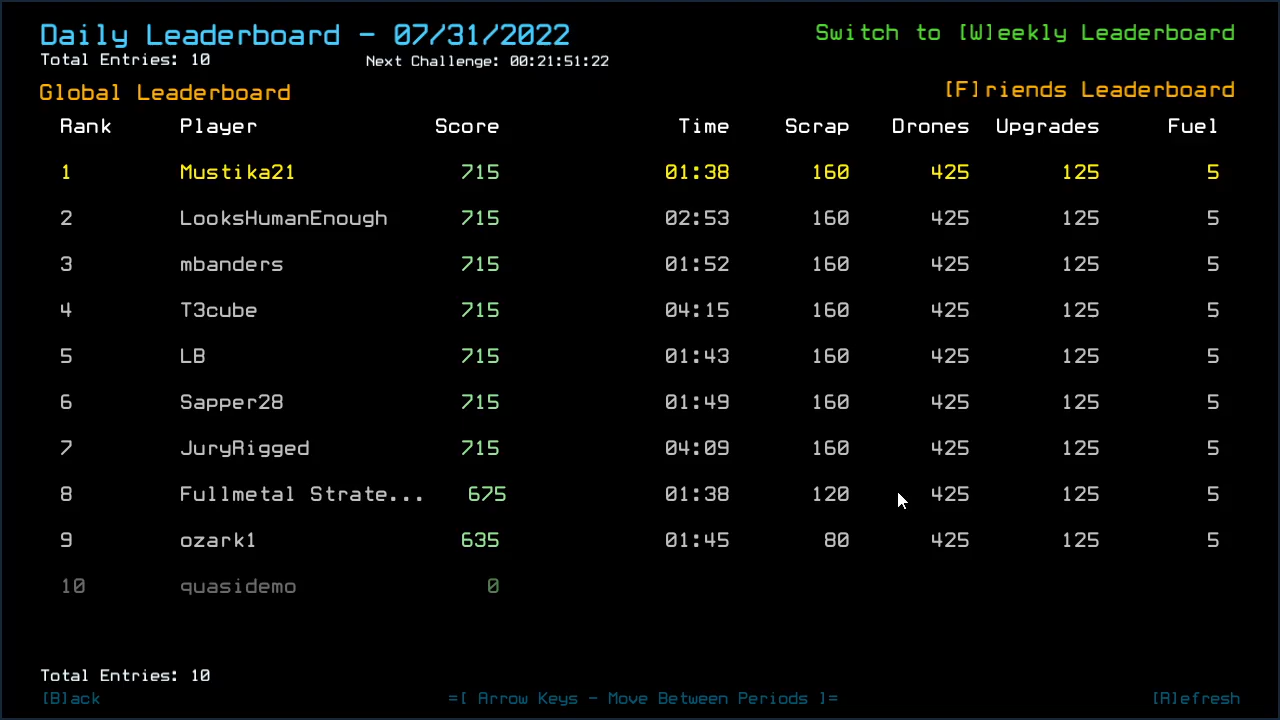 Daily Leaderboard - 07/31/2022 Switch to [W]eekly Leaderboard
Total Entries: 10 Next Challenge: 00:21:51:22
Global Leaderboard [F]riends Leaderboard
Rank Player Score Time Scrap Drones Upgrades Fuel
1 Mustika21 715 01:38 160 425 125 5
2 LooksHumanEnough 715 02:53 160 425 125 5
3 mbanders 715 01:52 160 425 125 5
4 T3cube 715 04:15 160 425 125 5
5 LB 715 01:43 160 425 125 5
6 Sapper28 715 01:49 160 425 125 5
7 JuryRigged 715 04:09 160 425 125 5
8 Fullmetal Strate... 675 01:38 120 425 125 5
9 ozark1 635 01:45 80 425 125 5
10 quasidemo 0
Total Entries: 10
[B]ack =[ Arrow Keys - Move Between Periods ]= [R]efresh